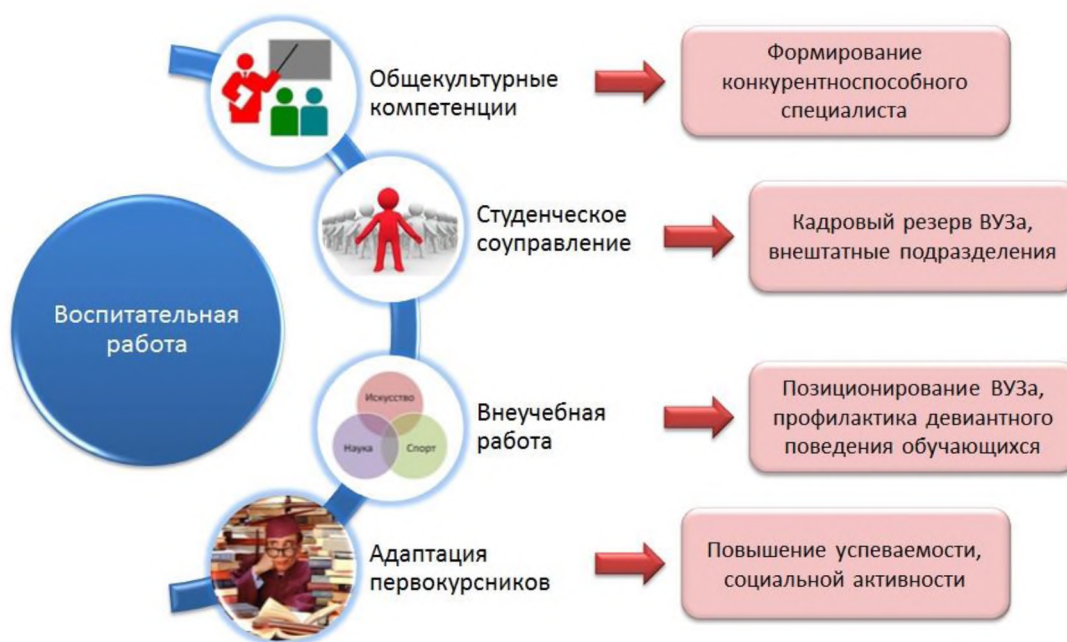 Воспитательная
работа
Общекультурные
компетенции
Формирование
конкурентноспособного
специалиста
Студенческое
соуправление
Кадровый резерв ВУЗа,
внештатные подразделения
Искусство
Наука
Спорт
Внеучебная
работа
Позиционирование ВУЗа,
профилактика девиантного
поведения обучающихся
Адаптация
первокурсников
Повышение успеваемости,
социальной активности